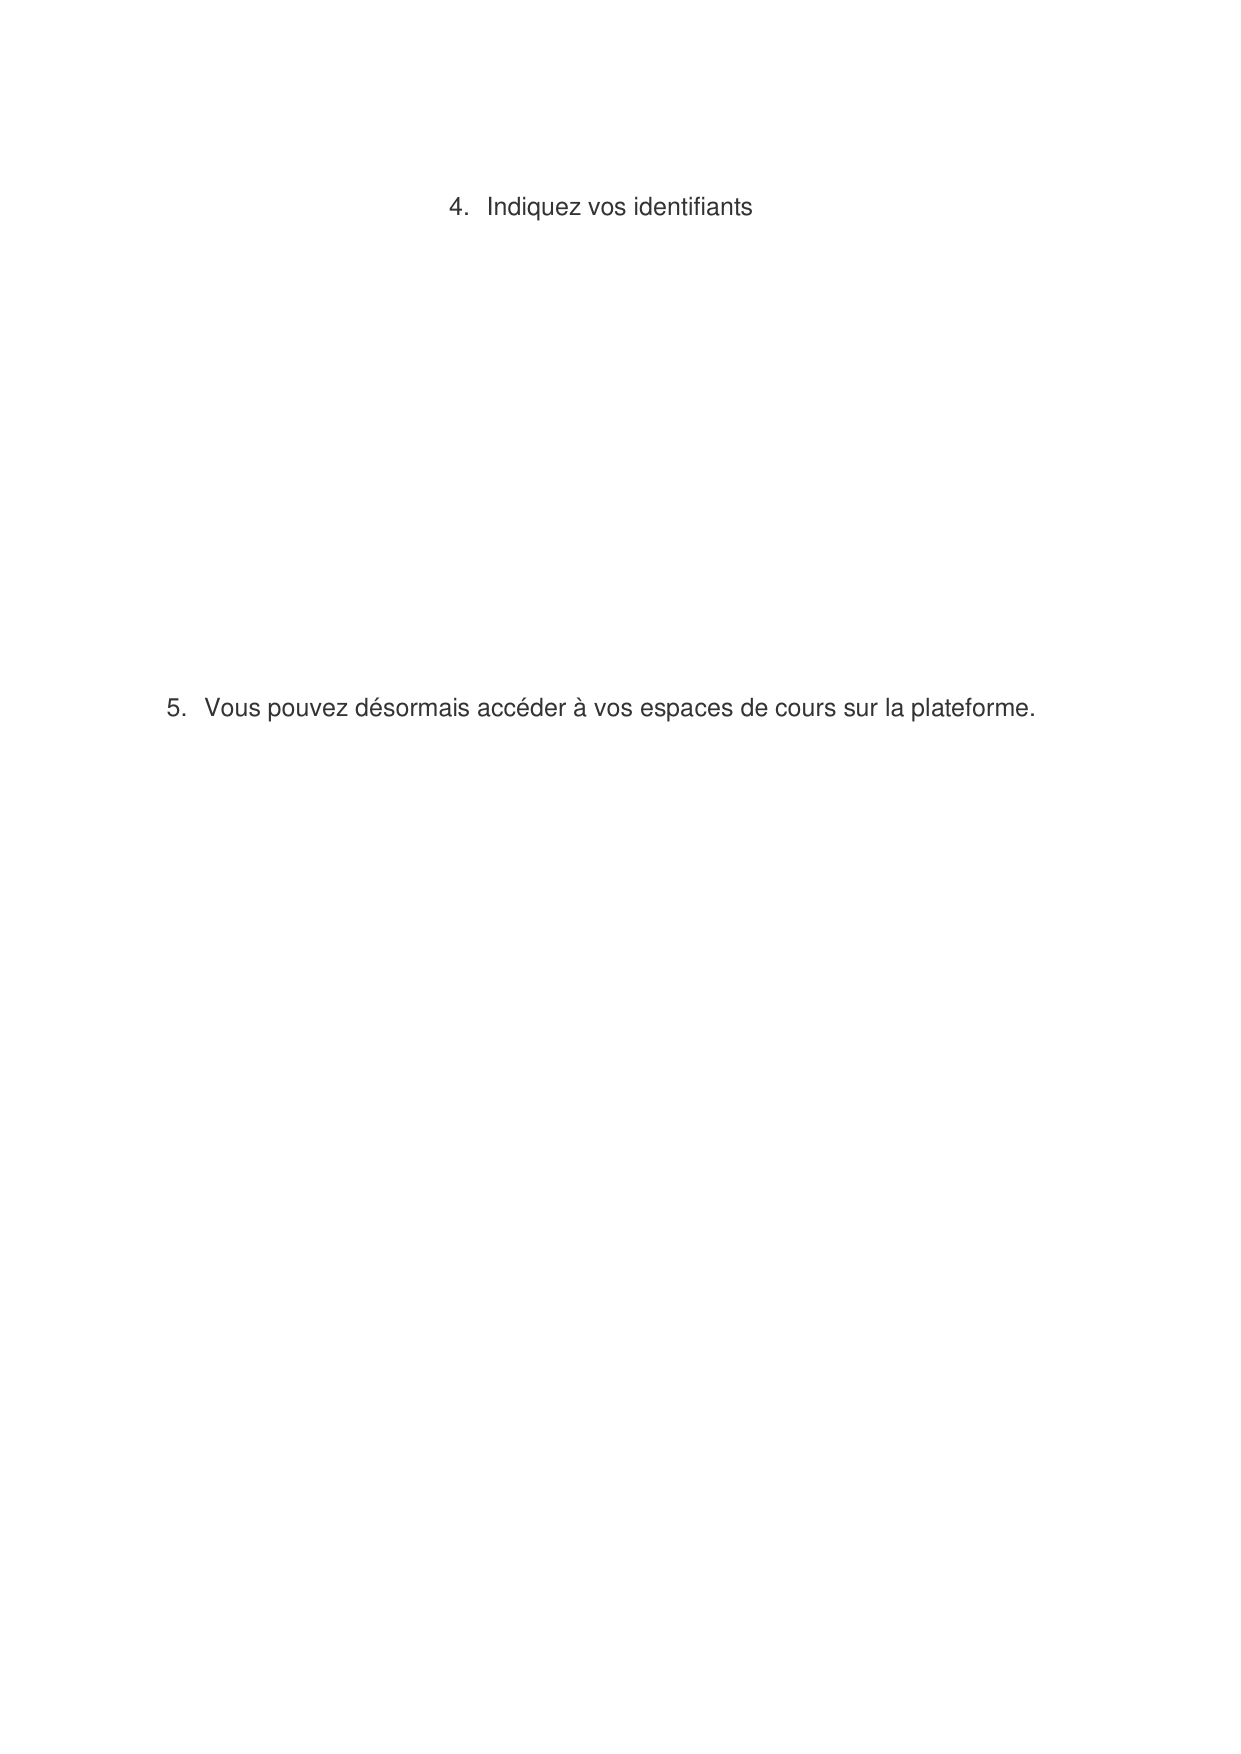 4. Indiquez vos identifiants
5. Vous pouvez désormais accéder à vos espaces de cours sur la plateforme.